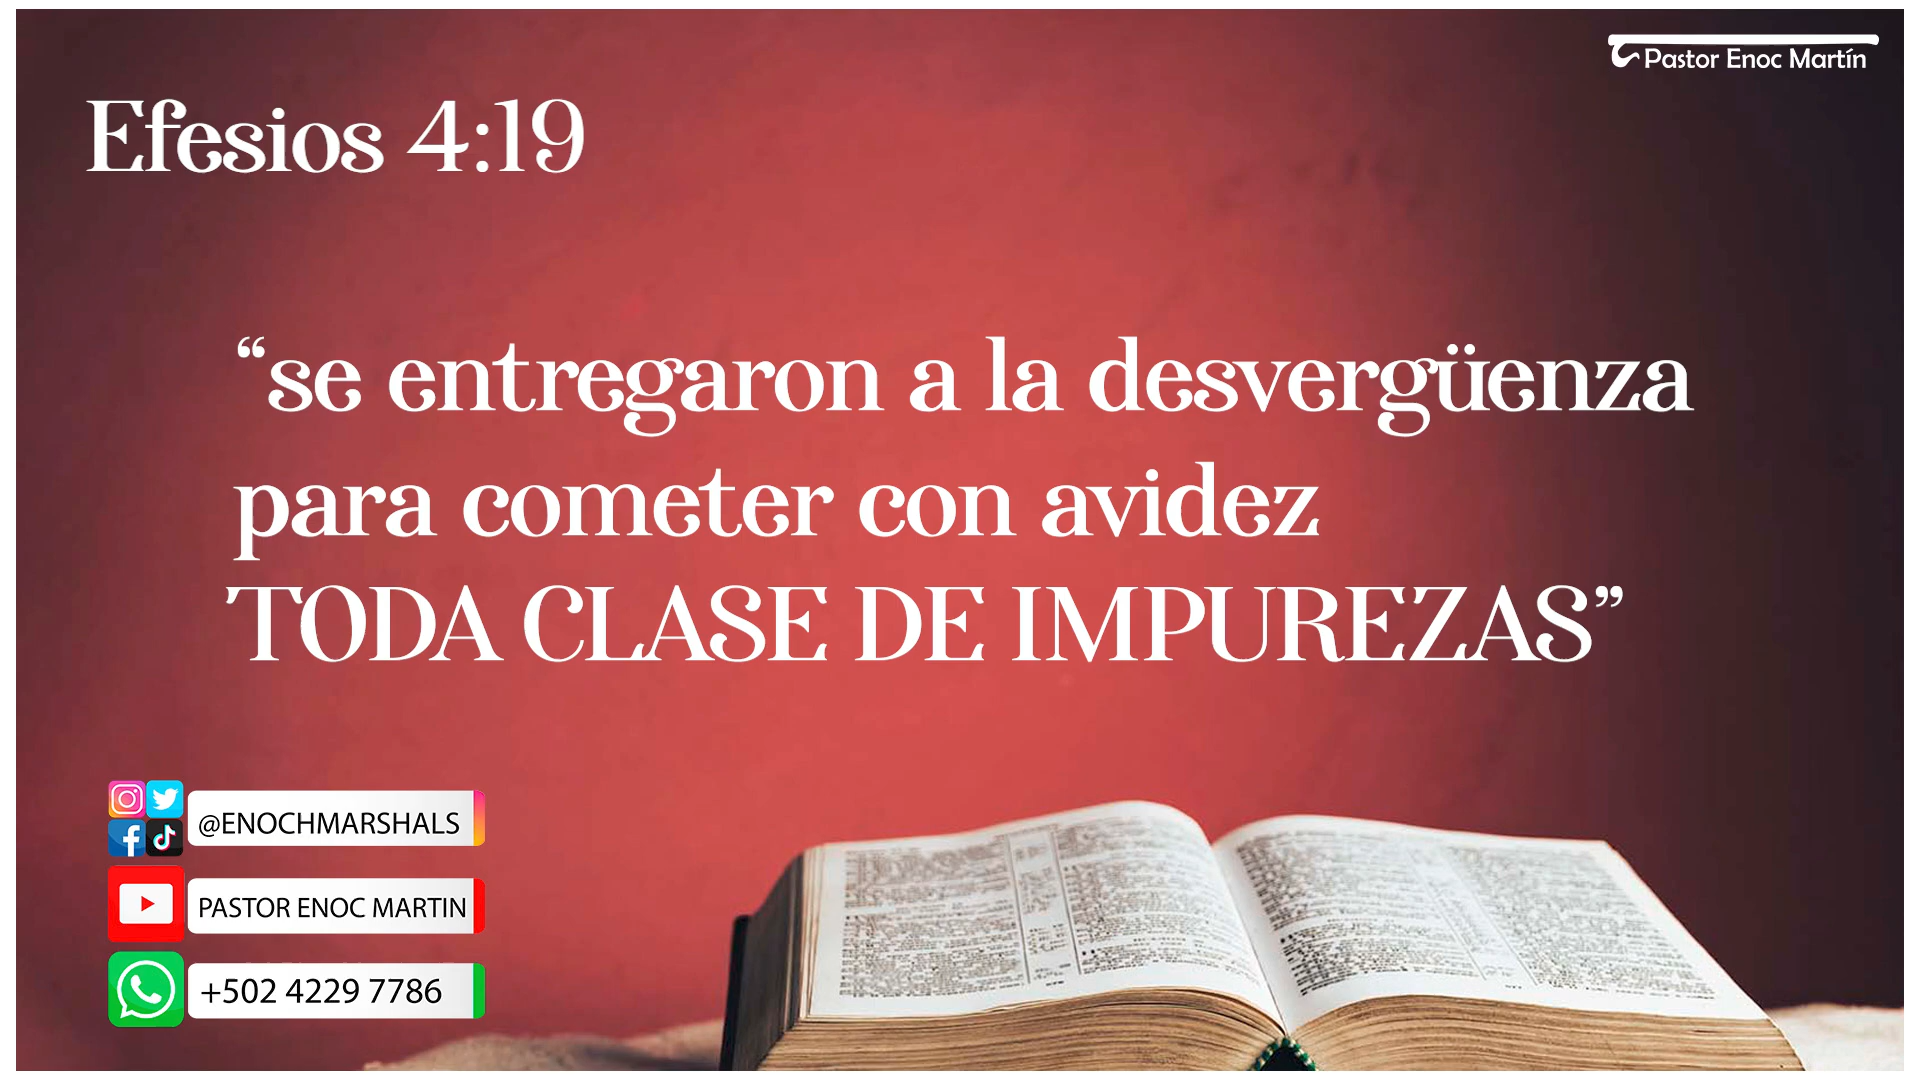 Pastor Enoc Martín
Efesios 4:19
“se entregaron a la desvergüenza
para cometer con avidez
TODA CLASE DE IMPUREZAS”
@ENOCHMARSHALS
PASTOR ENOC MARTIN
+502 4229 7786